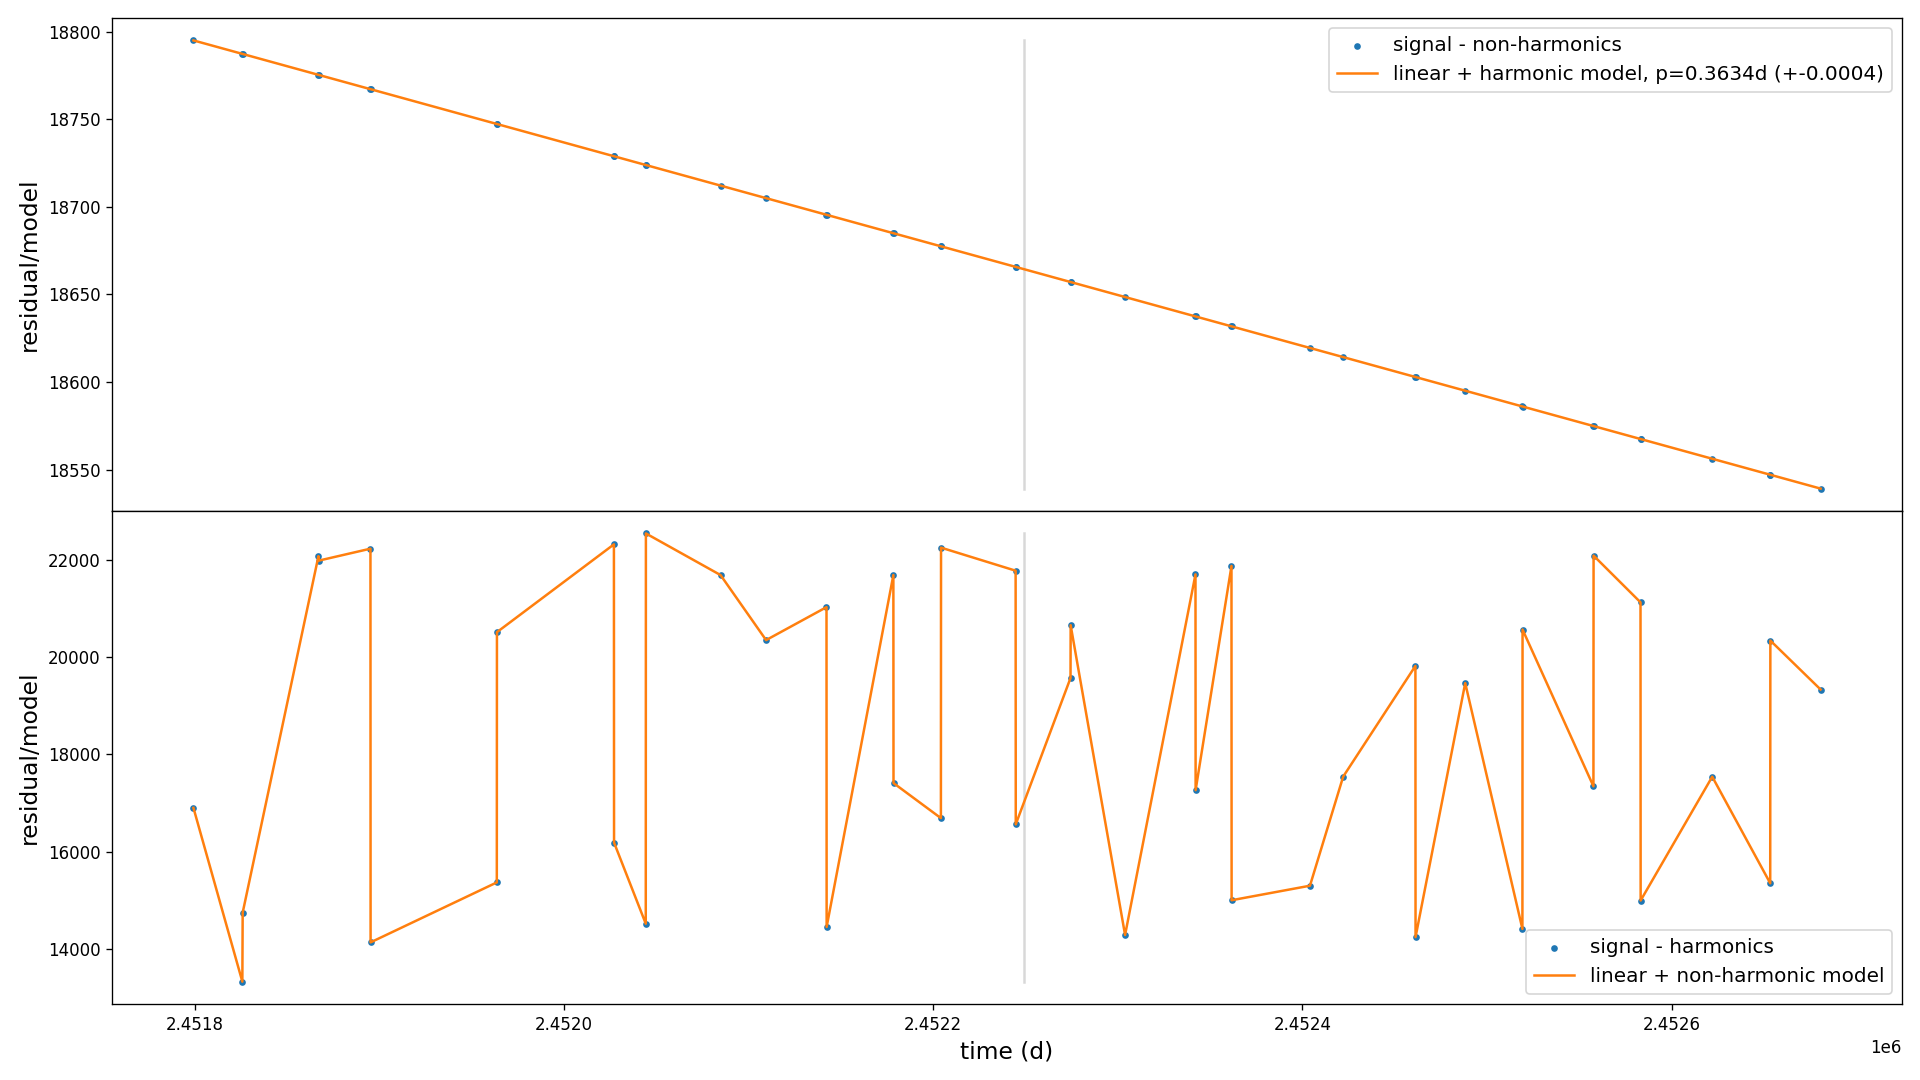 18800
18750
18700
18650
18600
18550
residual/model
signal - non-harmonics
linear + harmonic model, p=0.3634d (+-0.0004)
22000
20000
18000
16000
14000
residual/model
signal - harmonics
linear + non-harmonic model
2.4518 2.4520 2.4522 2.4524 2.4526
1e6
time (d)